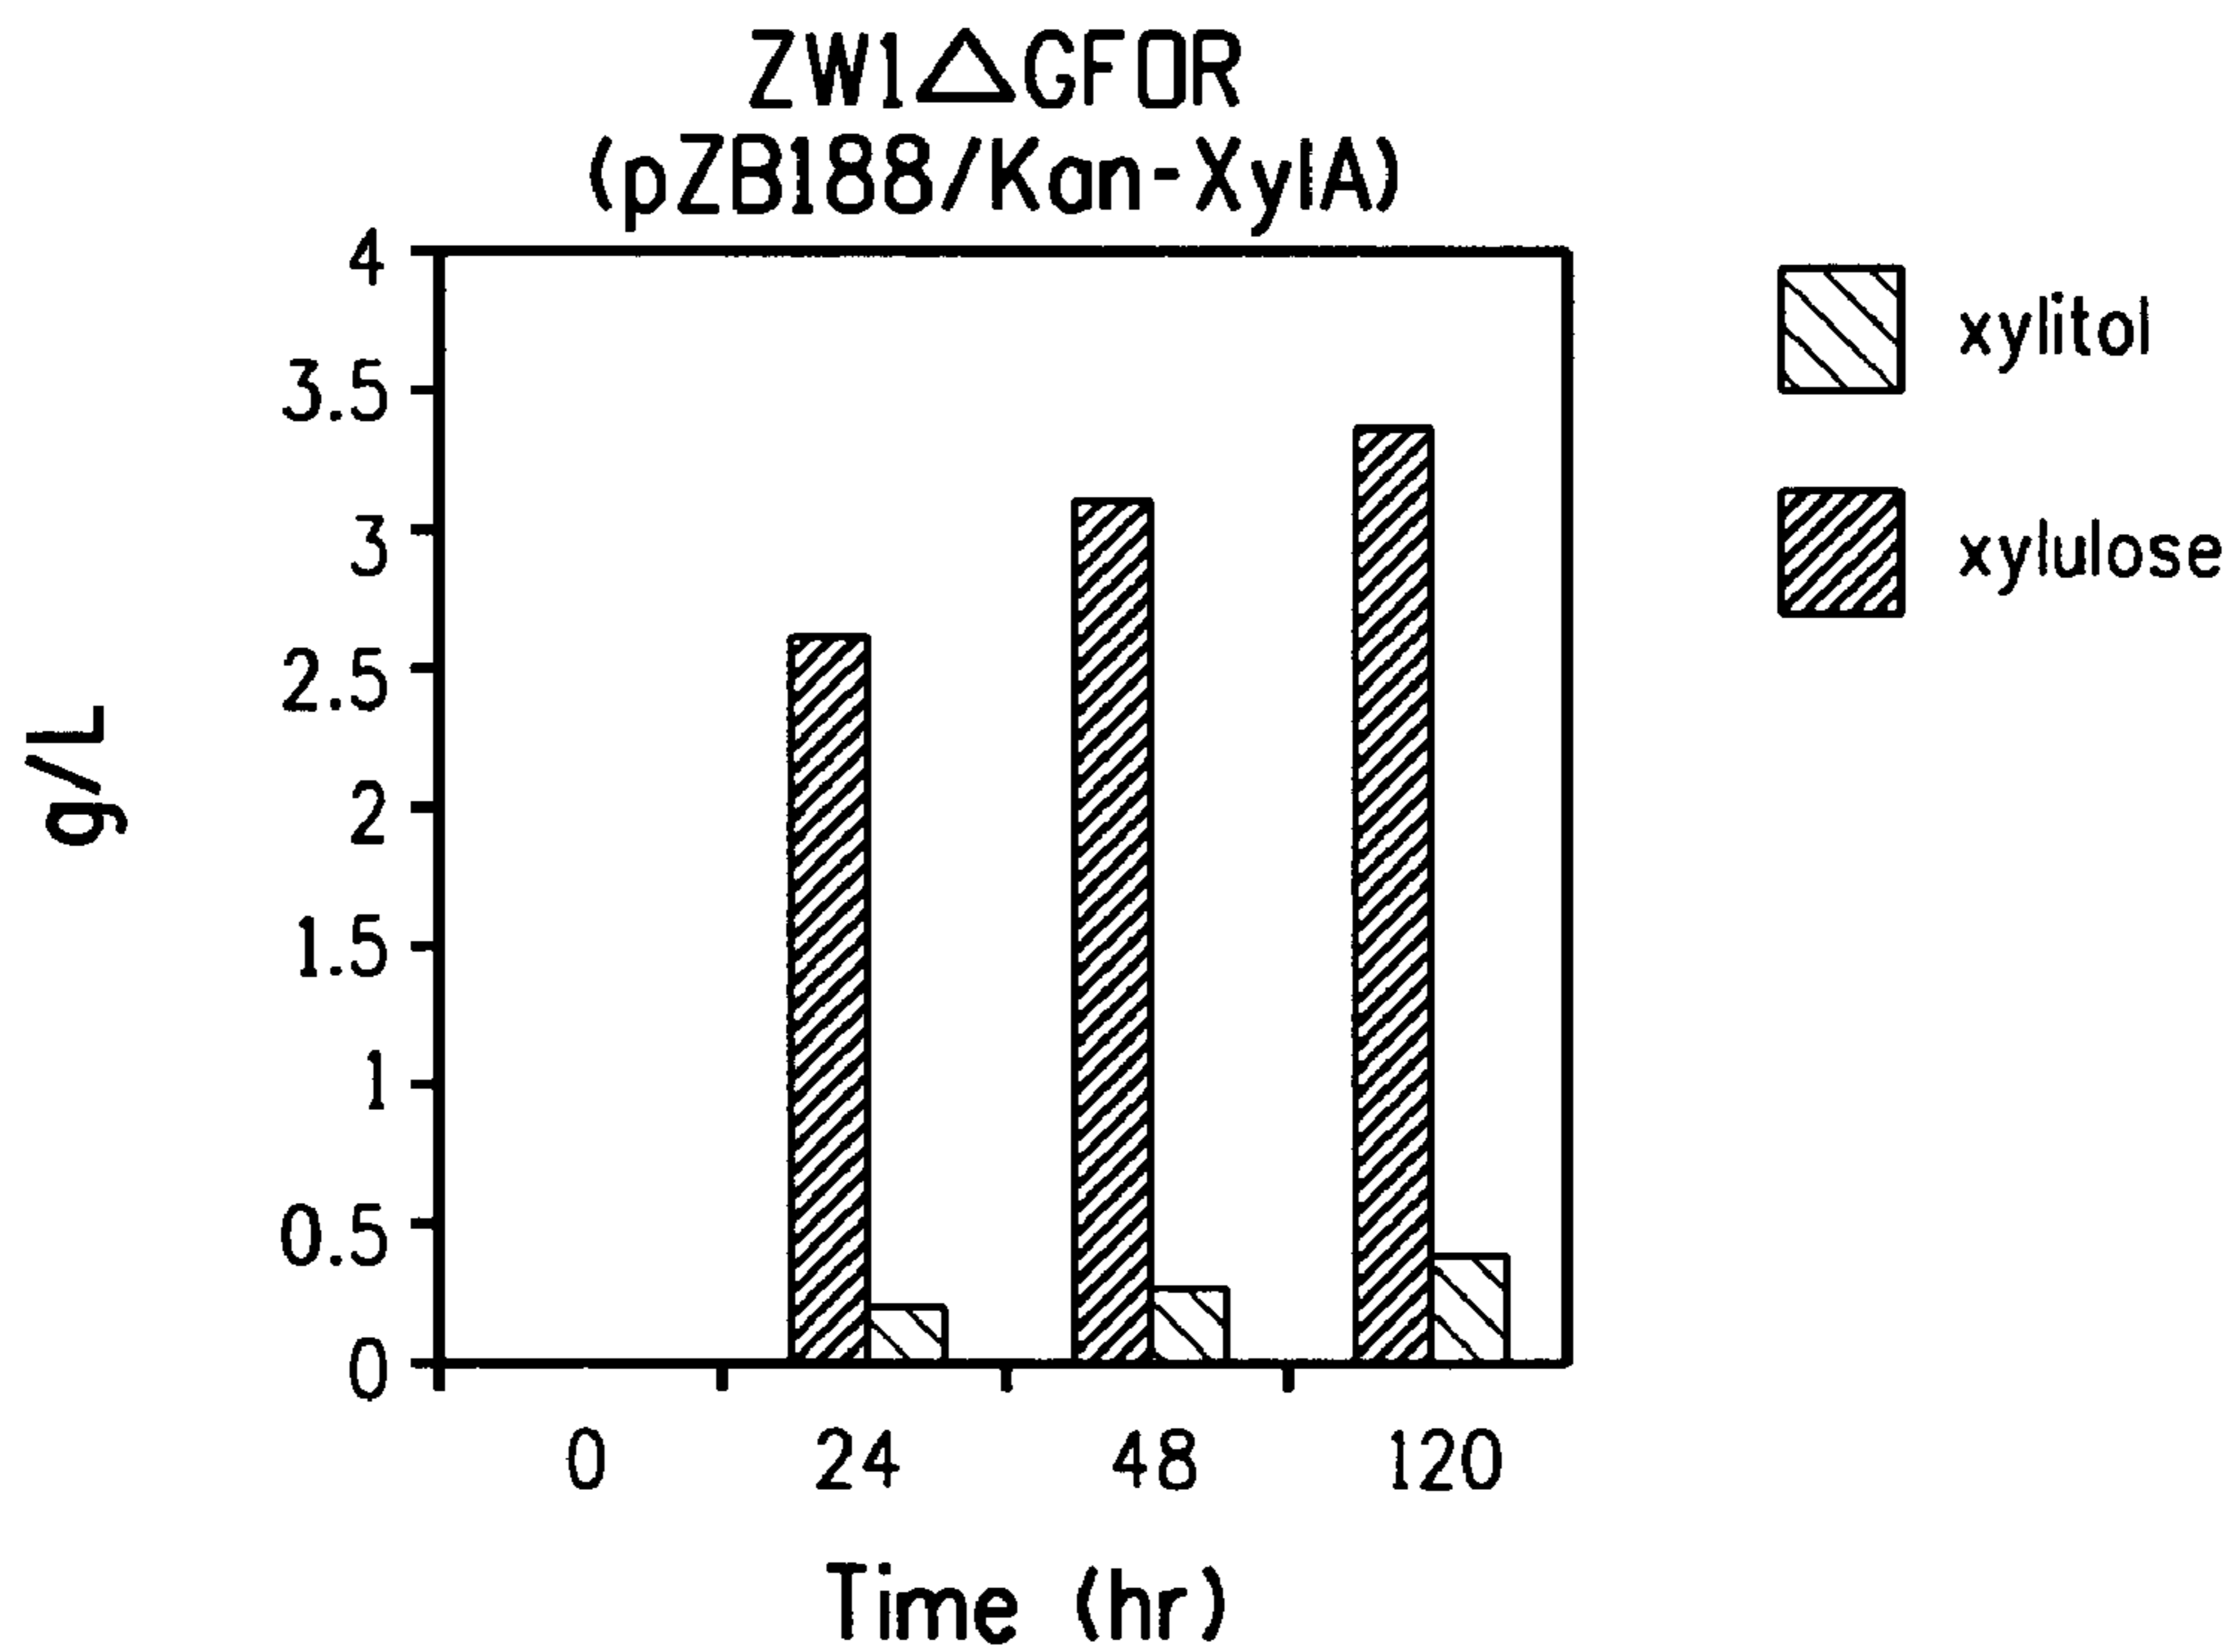 ZW1△GFOR
(pZB188/Kan-XylA)
4
3.5
3
2.5
2
1.5
1
0.5
0
g/L
0 24 48 120
Time (hr)
xylitol
xylulose